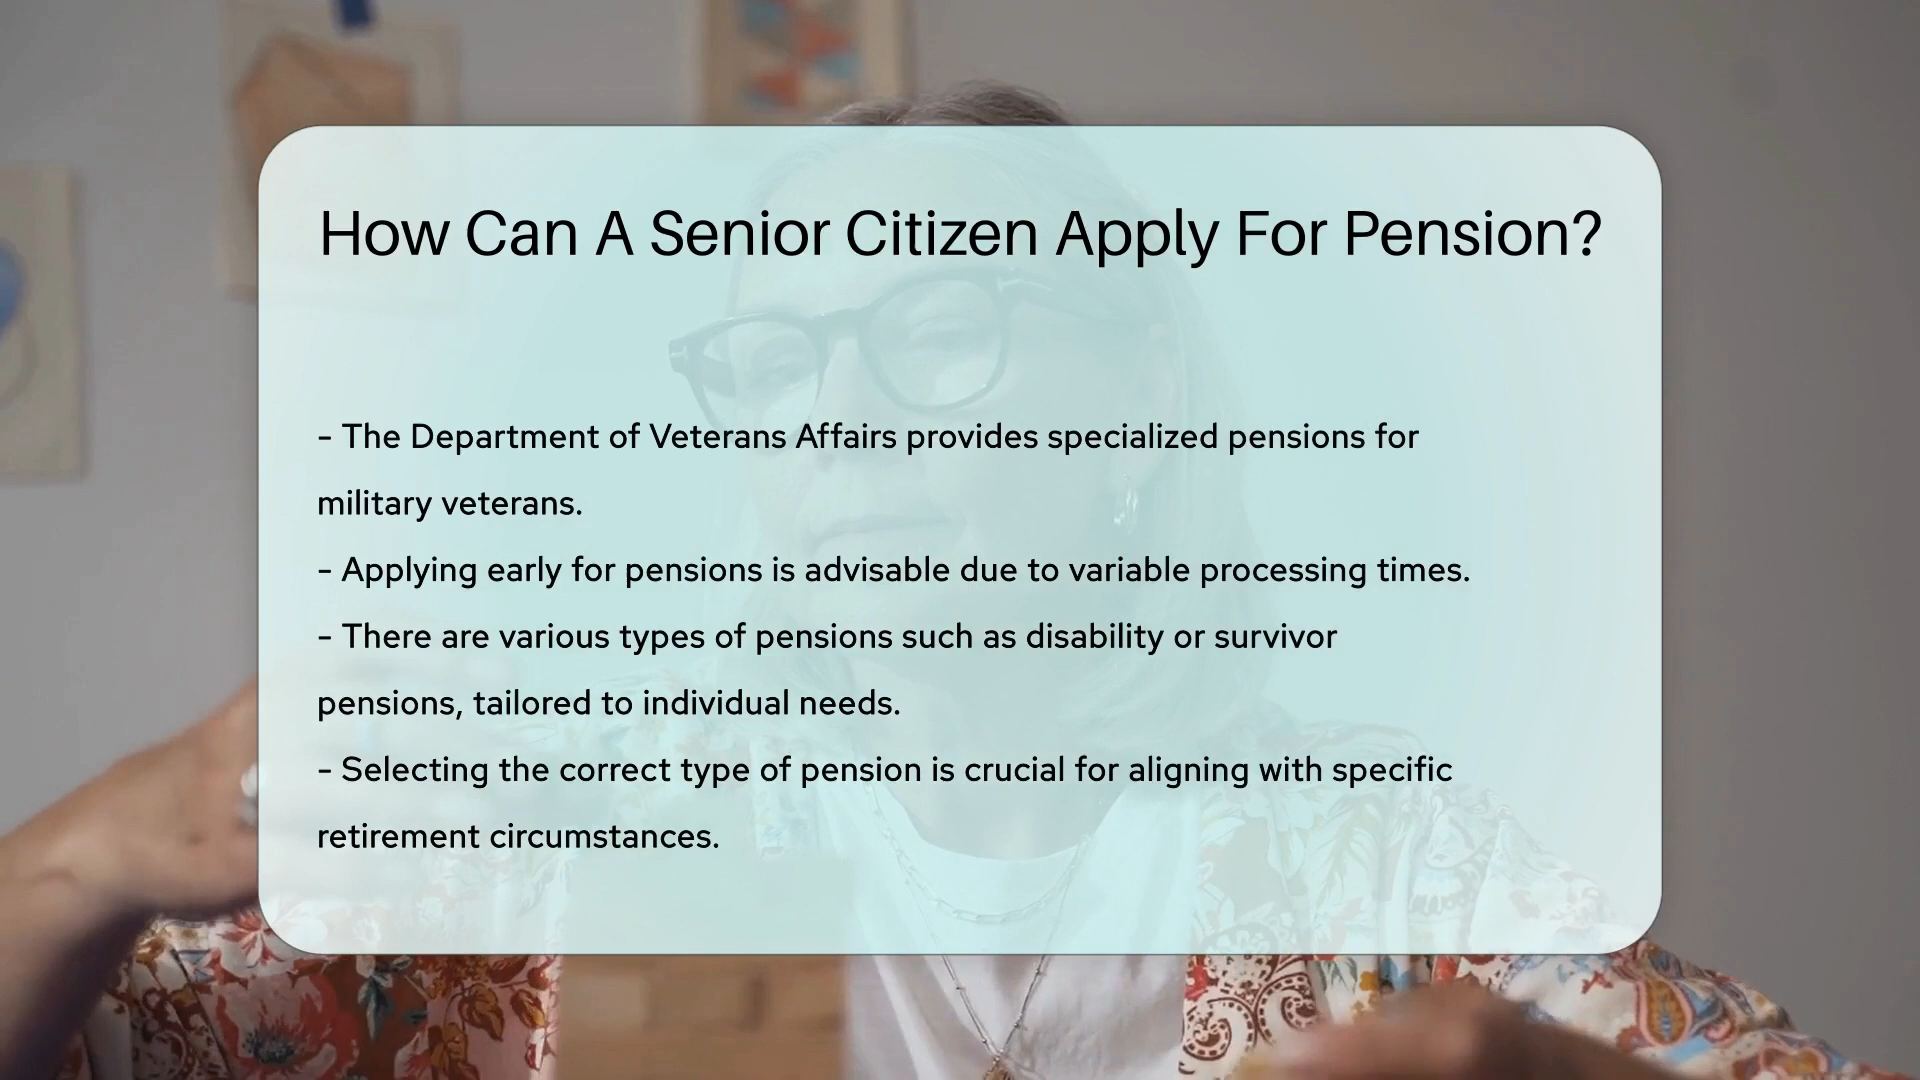 How Can A Senior Citizen Apply For Pension?
- The Department of Veterans Affairs provides specialized pensions for
military veterans.
- Applying early for pensions is advisable due to variable processing times.
- There are various types of pensions such as disability or survivor
pensions, tailored to individual needs.
- Selecting the correct type of pension is crucial for aligning with specific
retirement circumstances.